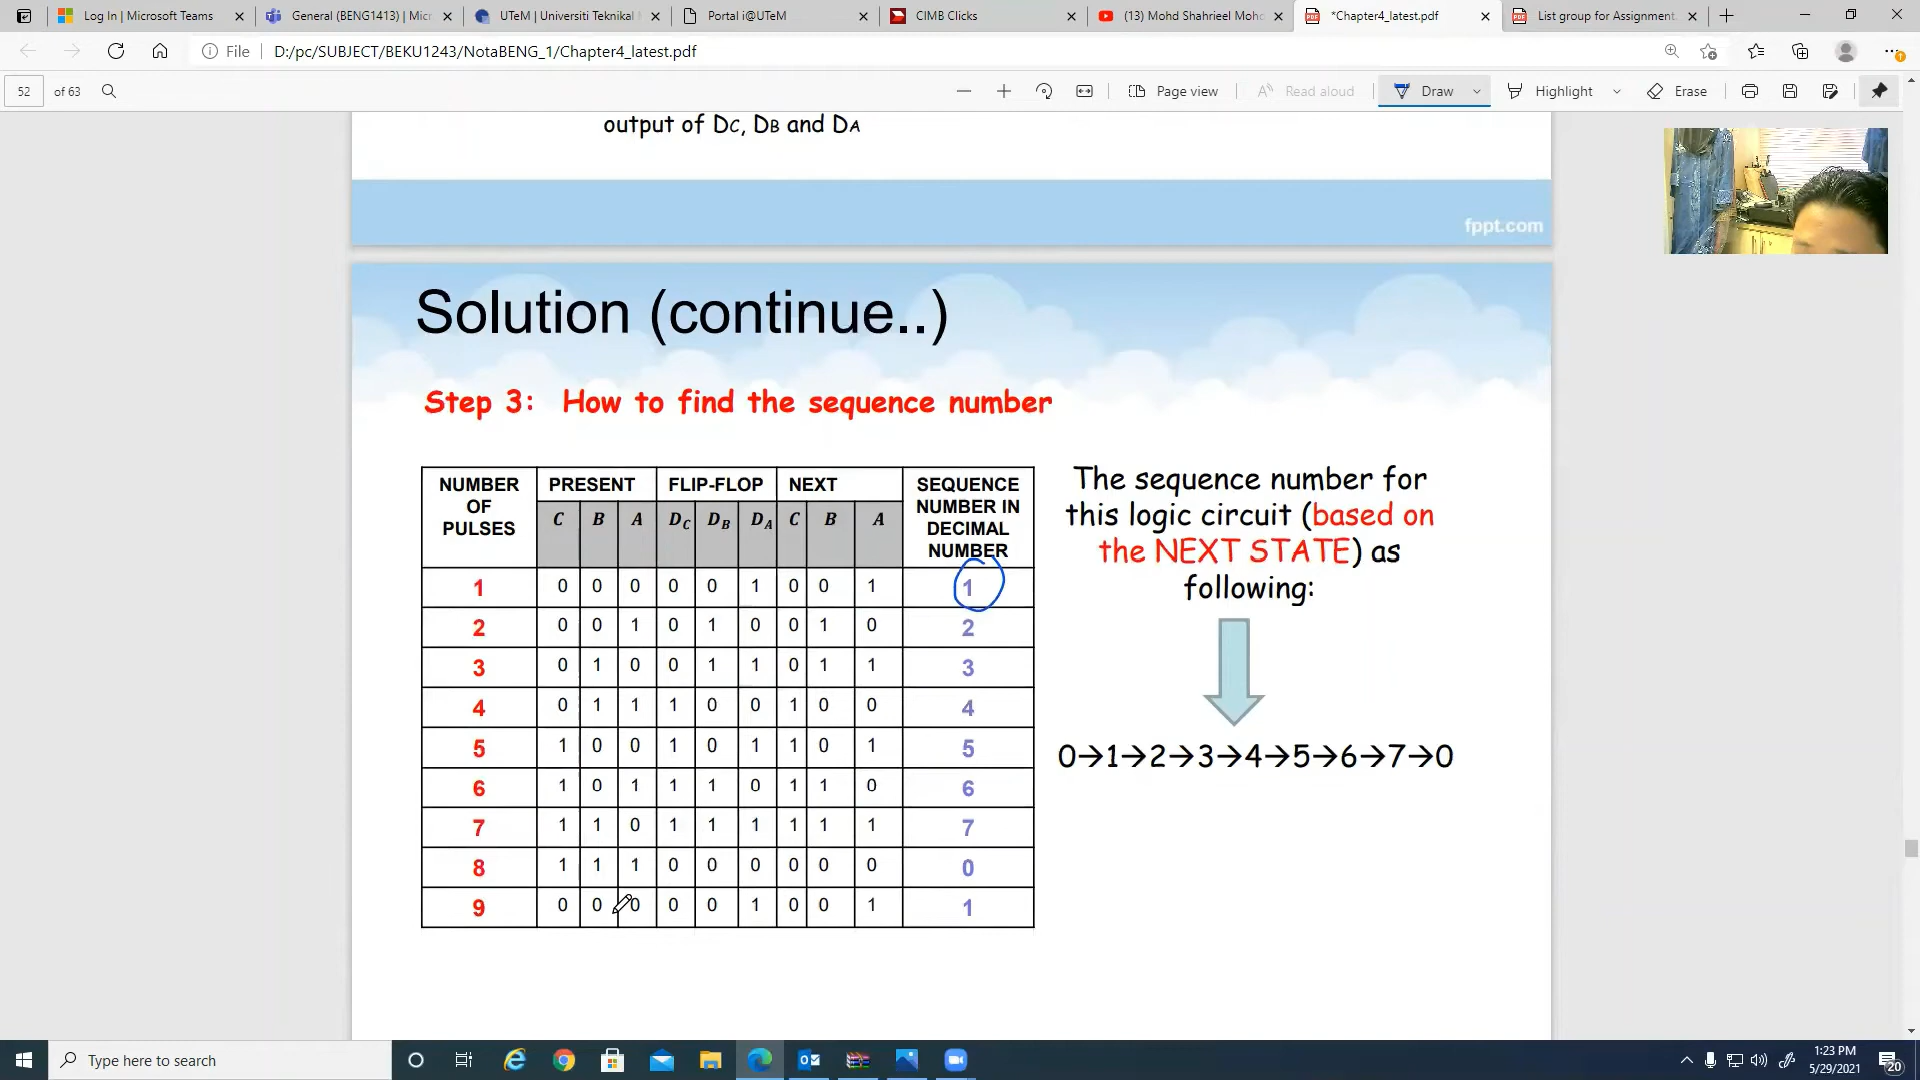 Log In | Microsoft Teams
General (BENG1413) | Mic
UTeM | Universiti Teknikal
Portal i@UTeM
CIMB Clicks
(13) Mohd Shahrieel Moho
*Chapter4_latest.pdf
List group for Assignment.
File D:/pc/SUBJECT/BEKU1243/NotaBENG_1/Chapter4_latest.pdf
52 of 63 Page view Read aloud Draw Highlight Erase
output of DC, DB and DA
fppt.com
Solution (continue..)
Step 3: How to find the sequence number
NUMBER OF PULSES PRESENT FLIP-FLOP NEXT SEQUENCE NUMBER IN DECIMAL NUMBER
C B A D_C D_B D_A C B A
1 0 0 0 0 0 1 0 0 1 1
2 0 0 1 0 1 0 0 1 0 2
3 0 1 0 0 1 1 0 1 1 3
4 0 1 1 1 0 0 1 0 0 4
5 1 0 0 1 0 1 1 0 1 5
6 1 0 1 1 1 0 1 1 0 6
7 1 1 0 1 1 1 1 1 1 7
8 1 1 1 0 0 0 0 0 0 0
9 0 0 0 0 0 1 0 0 1 1
The sequence number for
this logic circuit (based on
the NEXT STATE) as
following:
0→1→2→3→4→5→6→7→0
Type here to search
1:23 PM
5/29/2021
20